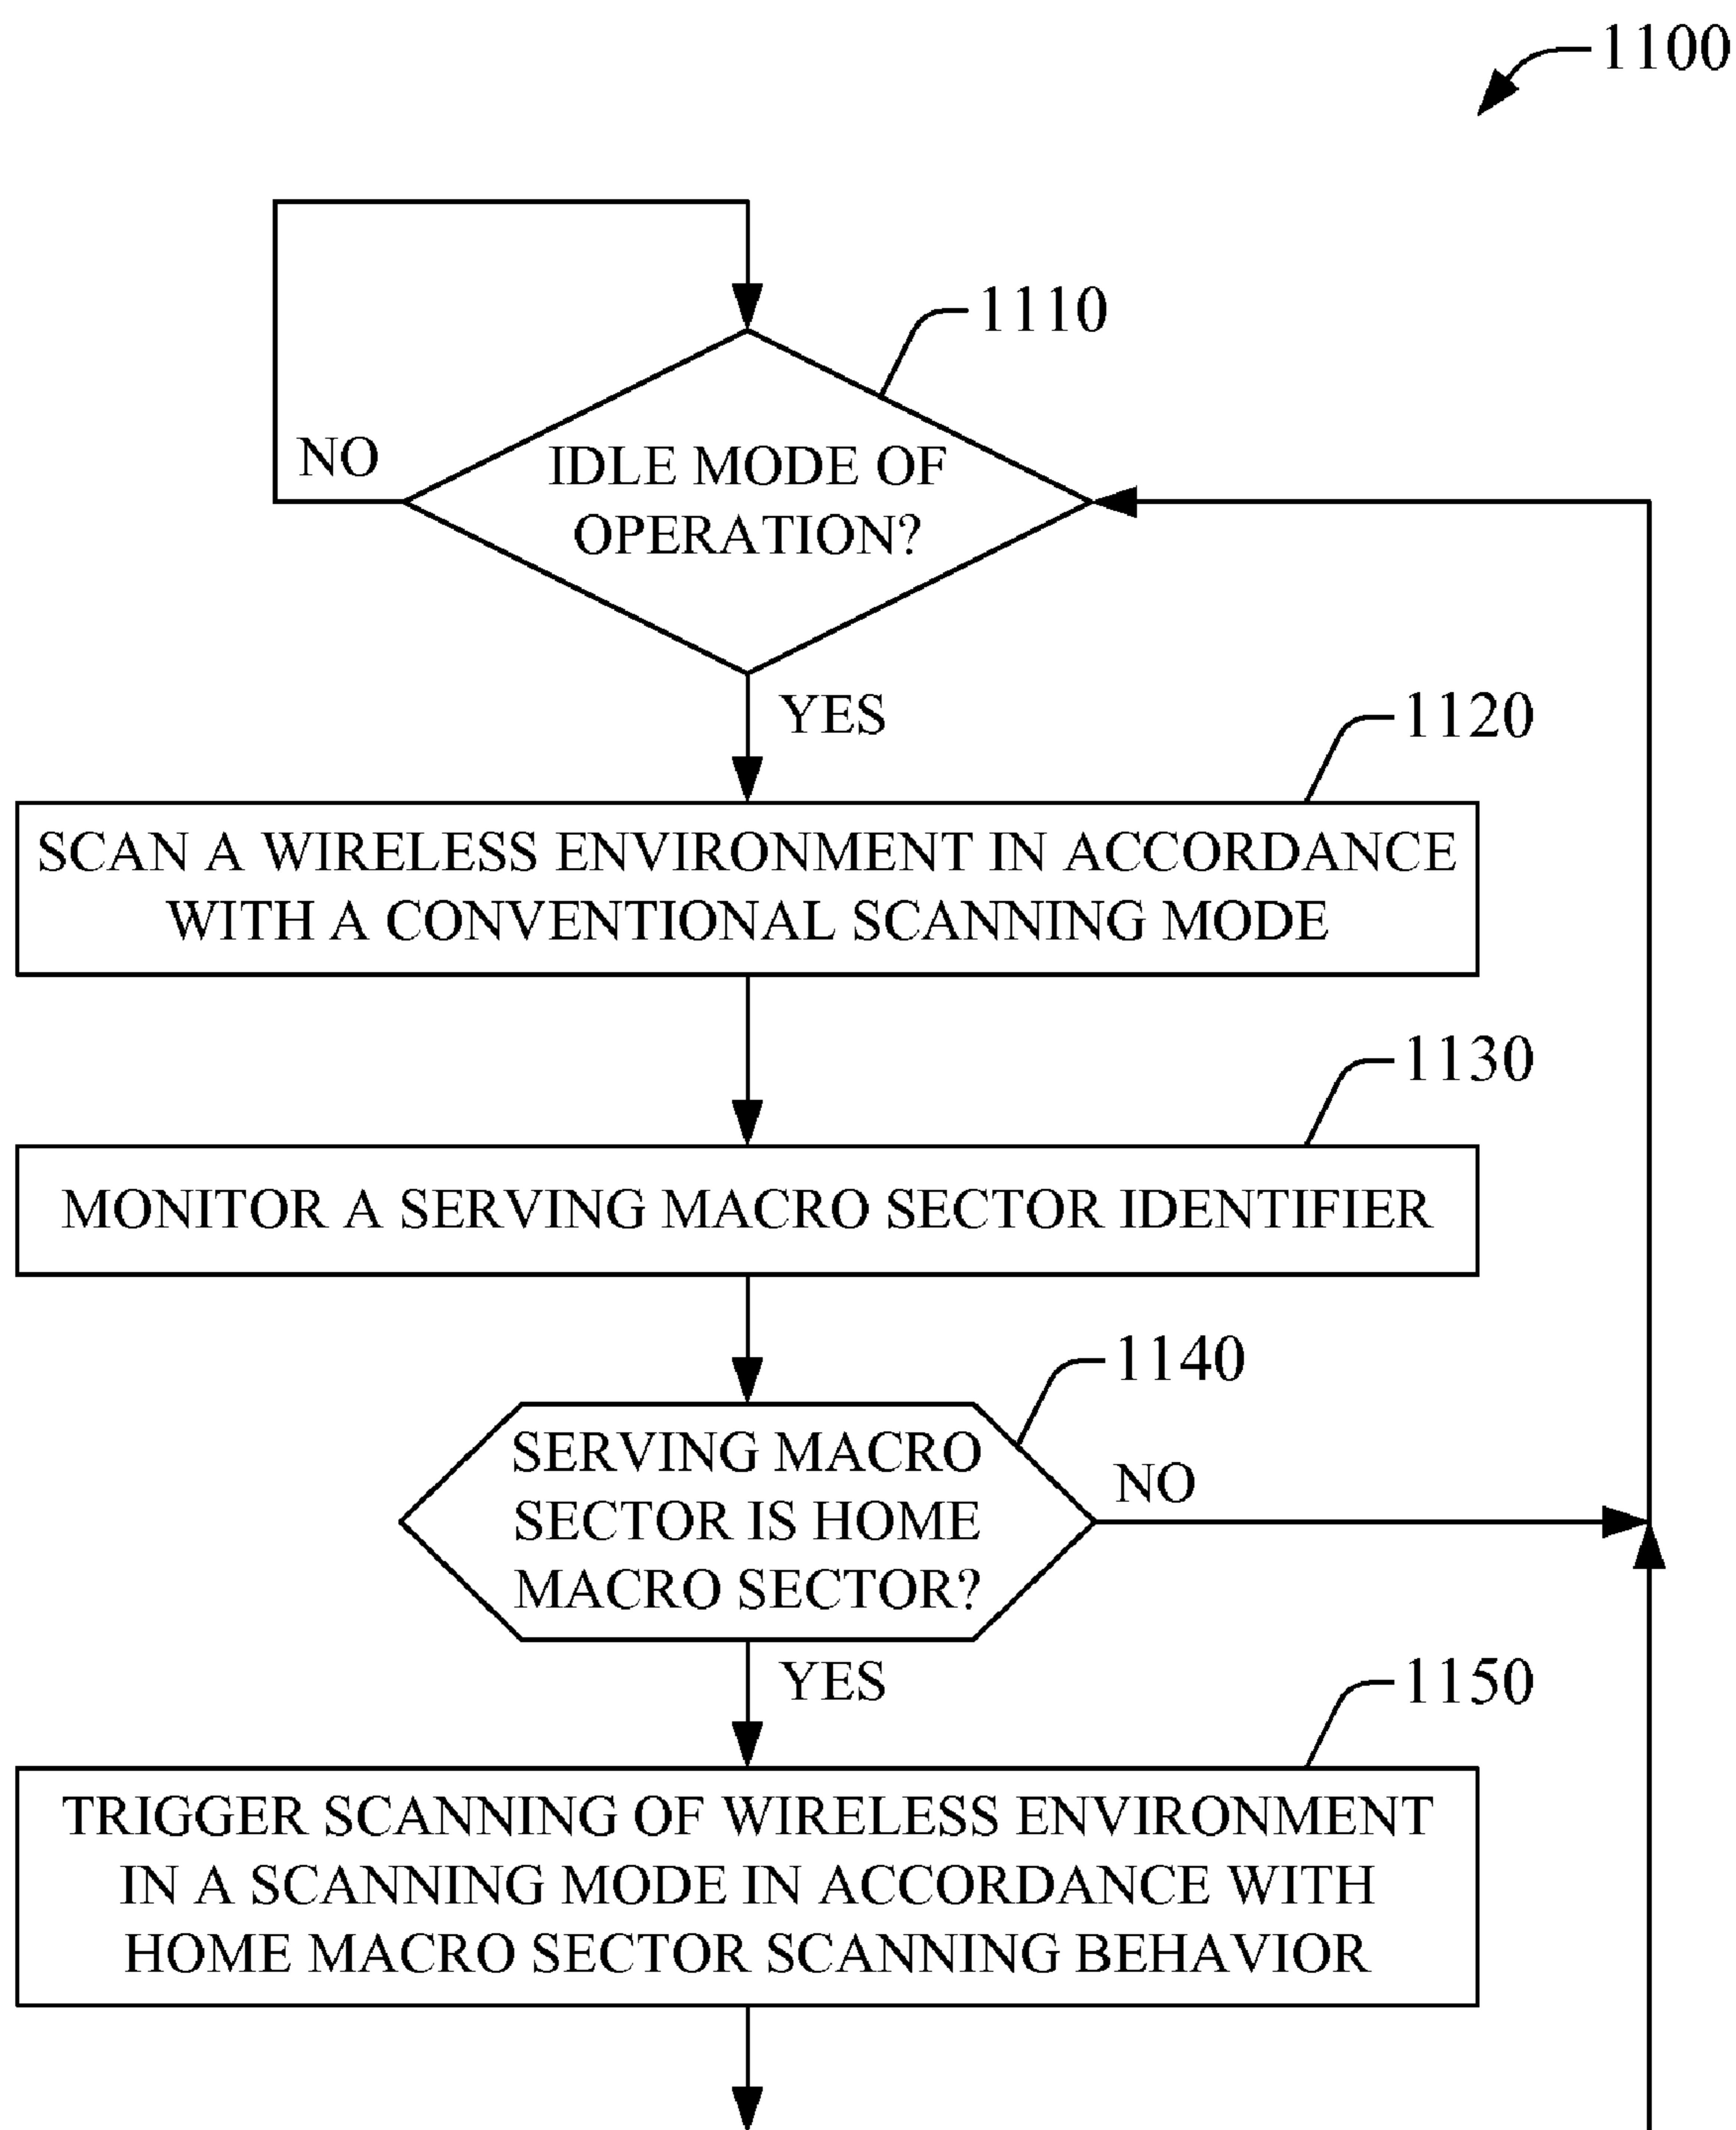 1100
1110
IDLE MODE OF
OPERATION?
NO
YES
1120
SCAN A WIRELESS ENVIRONMENT IN ACCORDANCE
WITH A CONVENTIONAL SCANNING MODE
1130
MONITOR A SERVING MACRO SECTOR IDENTIFIER
1140
SERVING MACRO
SECTOR IS HOME
MACRO SECTOR?
NO
YES
1150
TRIGGER SCANNING OF WIRELESS ENVIRONMENT
IN A SCANNING MODE IN ACCORDANCE WITH
HOME MACRO SECTOR SCANNING BEHAVIOR